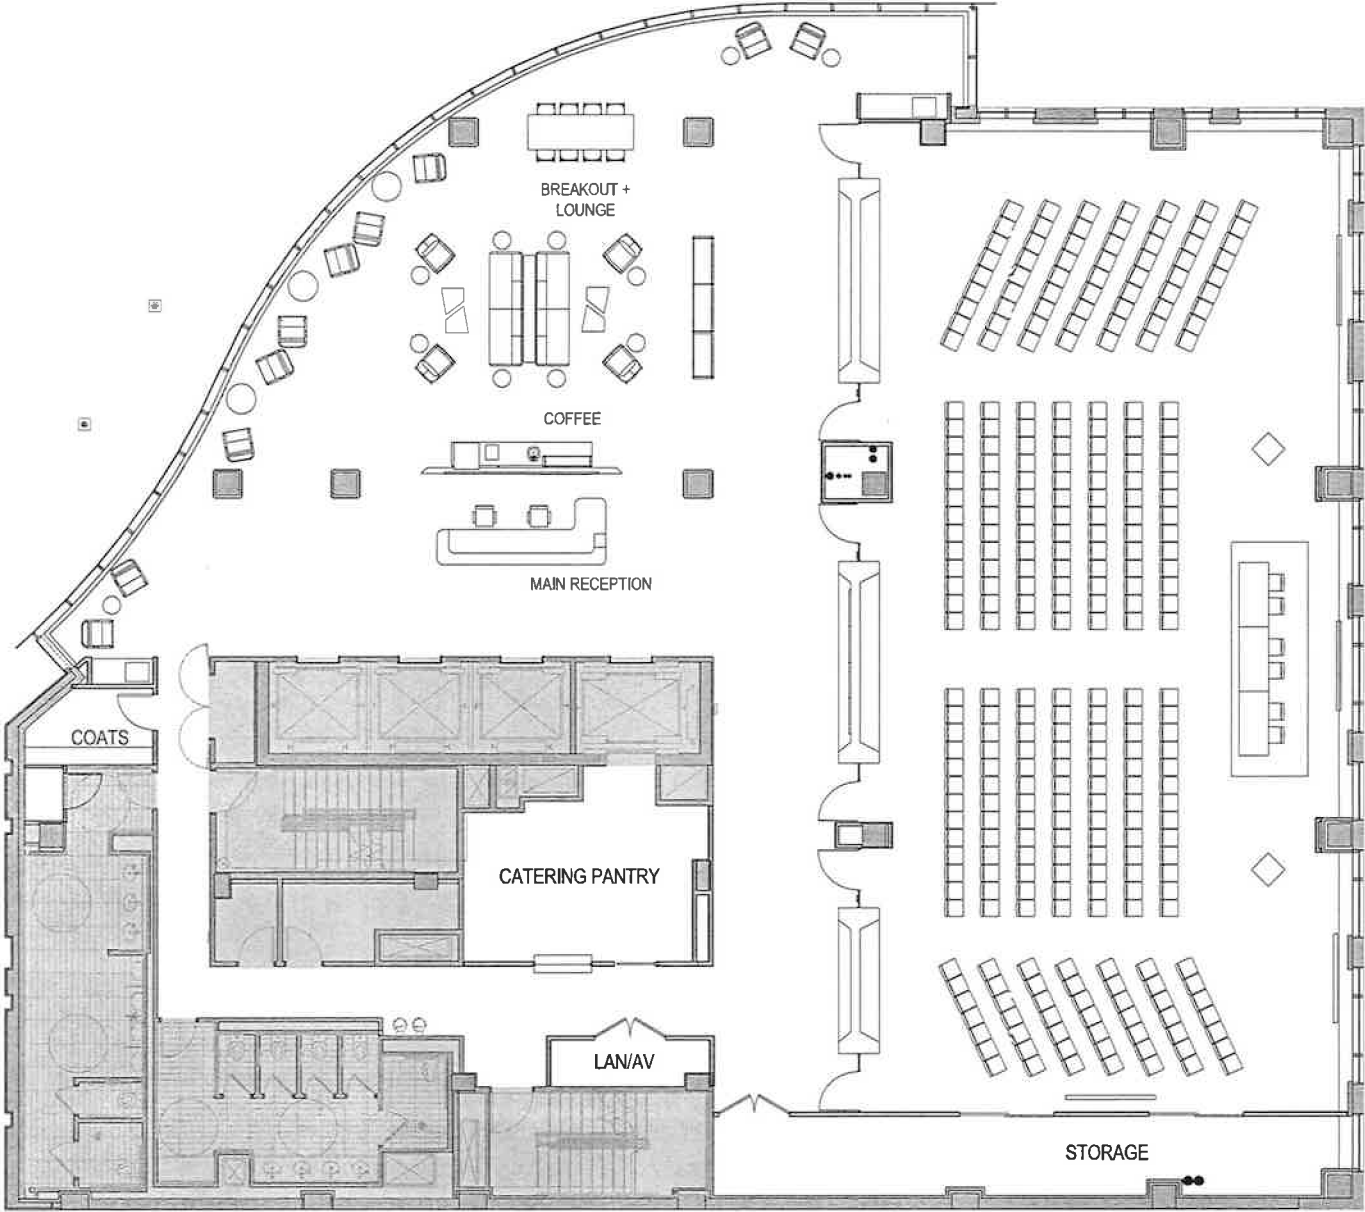 BREAKOUT +
LOUNGE
COFFEE
MAIN RECEPTION
COATS
CATERING PANTRY
LAN/AV
STORAGE